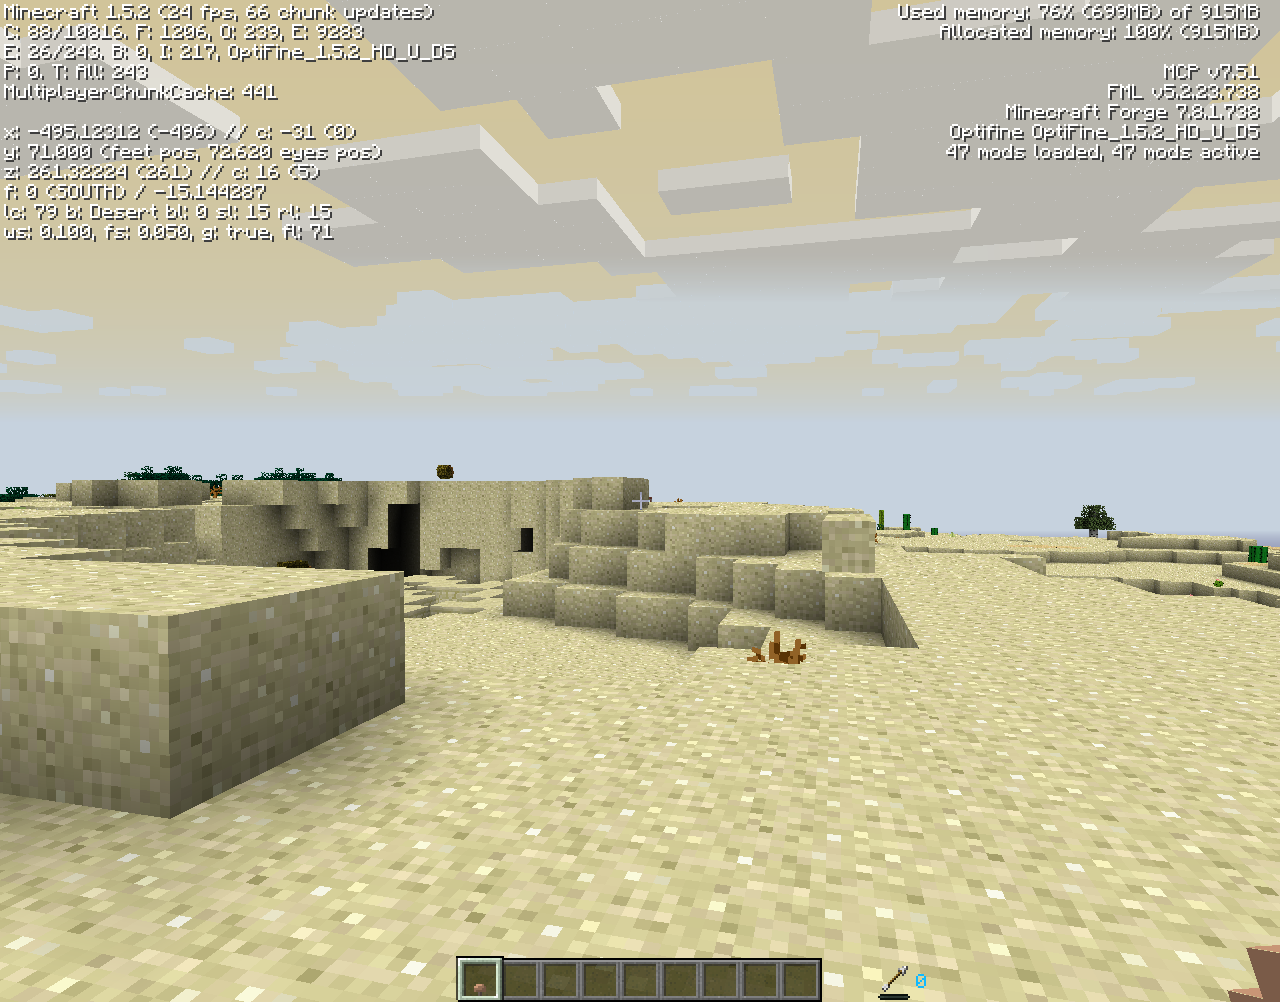 Minecraft 1.5.2 (24 fps, 66 chunk updates)
C: 88/10816, F: 1206, O: 239, E: 9283
E: 26/243, B: 0, I: 217, OptiFine_1.5.2_HD_U_D5
P: 0, T: All: 243
MultiplayerChunkCache: 441
x: -495.12312 (-496) // c: -31 (0)
y: 71.000 (feet pos, 72.620 eyes pos)
z: 261.32224 (261) // c: 16 (5)
f: 0 (SOUTH) / -15.144287
lc: 79 b: Desert bl: 0 sl: 15 rl: 15
ws: 0.100, fs: 0.050, g: true, fl: 71
Used memory: 76% (699MB) of 915MB
Allocated memory: 100% (915MB)
MCP v7.51
FML v5.2.23.738
Minecraft Forge 7.8.1.738
Optifine OptiFine_1.5.2_HD_U_D5
47 mods loaded, 47 mods active
0